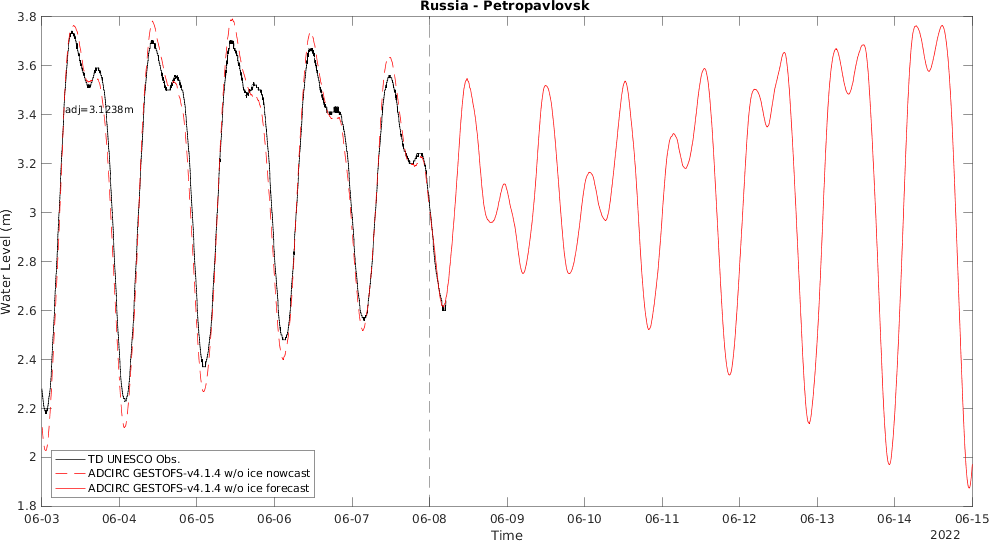 Russia - Petropavlovsk
3.8
3.6
3.4
3.2
3
2.8
2.6
2.4
2.2
2
1.8
Water Level (m)
adj=3.1238m
TD UNESCO Obs.
ADCIRC GESTOFS-v4.1.4 w/o ice nowcast
ADCIRC GESTOFS-v4.1.4 w/o ice forecast
06-03 06-04 06-05 06-06 06-07 06-08 06-09 06-10 06-11 06-12 06-13 06-14 06-15
Time
2022